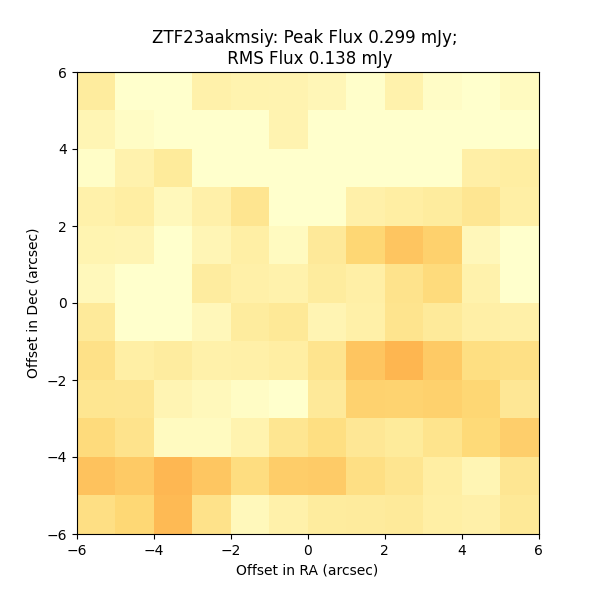 ZTF23aakmsiy: Peak Flux 0.299 mJy;
RMS Flux 0.138 mJy
6
4
2
0
−2
−4
−6
Offset in Dec (arcsec)
−6 −4 −2 0 2 4 6
Offset in RA (arcsec)